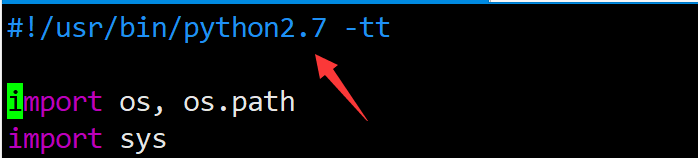 #!/usr/bin/python2.7 -tt
import os, os.path
import sys